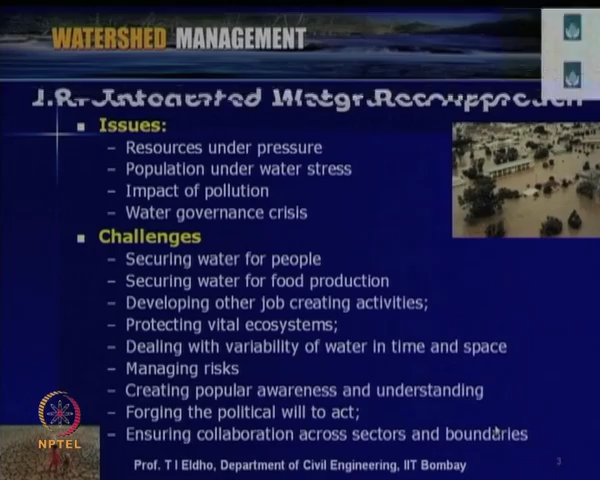 WATERSHED MANAGEMENT
Issues:
– Resources under pressure
– Population under water stress
– Impact of pollution
– Water governance crisis
Challenges
– Securing water for people
– Securing water for food production
– Developing other job creating activities;
– Protecting vital ecosystems;
– Dealing with variability of water in time and space
– Managing risks
– Creating popular awareness and understanding
– Forging the political will to act;
– Ensuring collaboration across sectors and boundaries
NPTEL
Prof. T I Eldho, Department of Civil Engineering, IIT Bombay
3